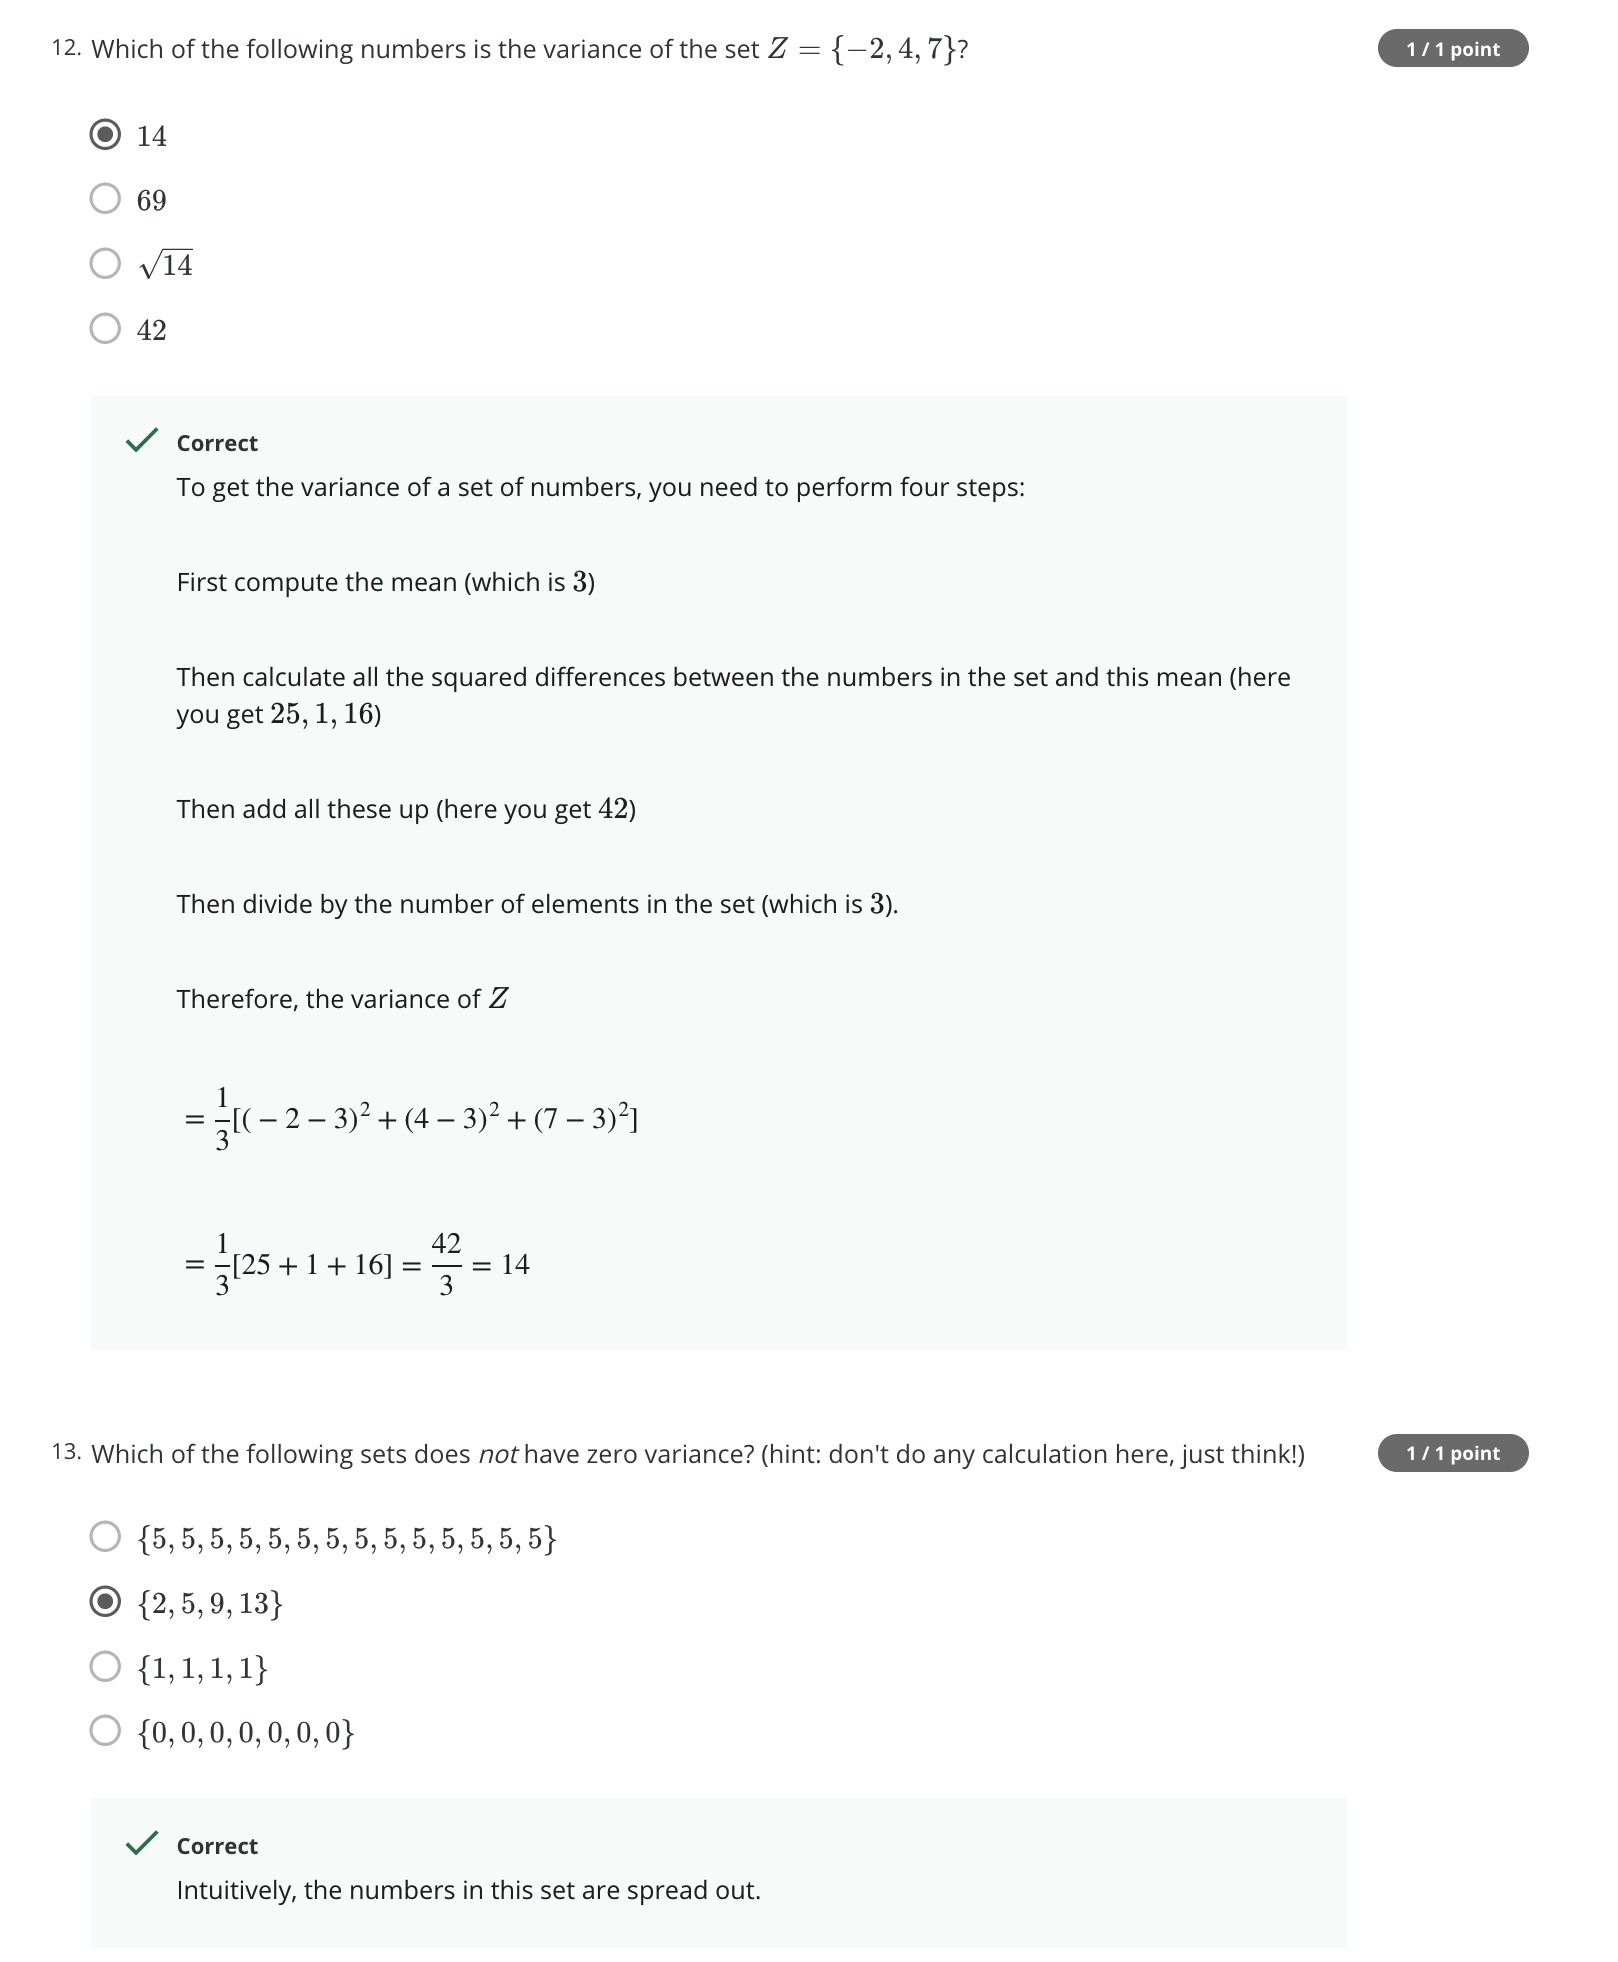 12. Which of the following numbers is the variance of the set Z = {−2, 4, 7}?
1 / 1 point
14
69
√14
42
Correct
To get the variance of a set of numbers, you need to perform four steps:
First compute the mean (which is 3)
Then calculate all the squared differences between the numbers in the set and this mean (here
you get 25, 1, 16)
Then add all these up (here you get 42)
Then divide by the number of elements in the set (which is 3).
Therefore, the variance of Z
= 1/3[( − 2 − 3)² + (4 − 3)² + (7 − 3)²]
= 1/3[25 + 1 + 16] = 42/3 = 14
13. Which of the following sets does not have zero variance? (hint: don't do any calculation here, just think!)
1 / 1 point
{5, 5, 5, 5, 5, 5, 5, 5, 5, 5, 5, 5, 5, 5}
{2, 5, 9, 13}
{1, 1, 1, 1}
{0, 0, 0, 0, 0, 0, 0}
Correct
Intuitively, the numbers in this set are spread out.